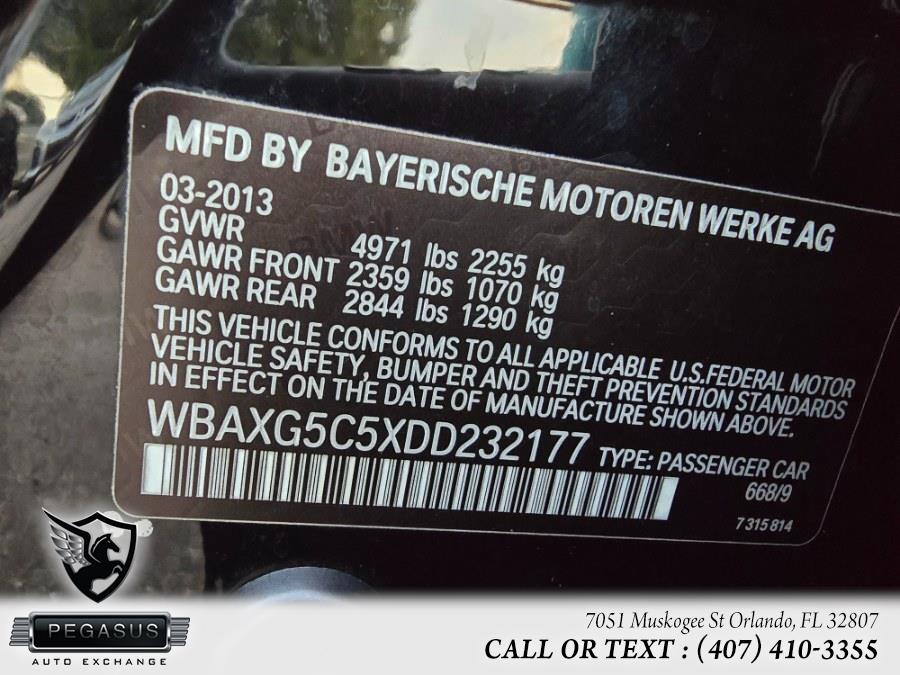 MFD BY BAYERISCHE MOTOREN WERKE AG
03-2013
GVWR 4971 lbs 2255 kg
GAWR FRONT 2359 lbs 1070 kg
GAWR REAR 2844 lbs 1290 kg
THIS VEHICLE CONFORMS TO ALL APPLICABLE U.S.FEDERAL MOTOR
VEHICLE SAFETY, BUMPER AND THEFT PREVENTION STANDARDS
IN EFFECT ON THE DATE OF MANUFACTURE SHOWN ABOVE.
WBAXG5C5XDD232177 TYPE: PASSENGER CAR
668/9
7315814
PEGASUS
AUTO EXCHANGE
7051 Muskogee St Orlando, FL 32807
CALL OR TEXT : (407) 410-3355